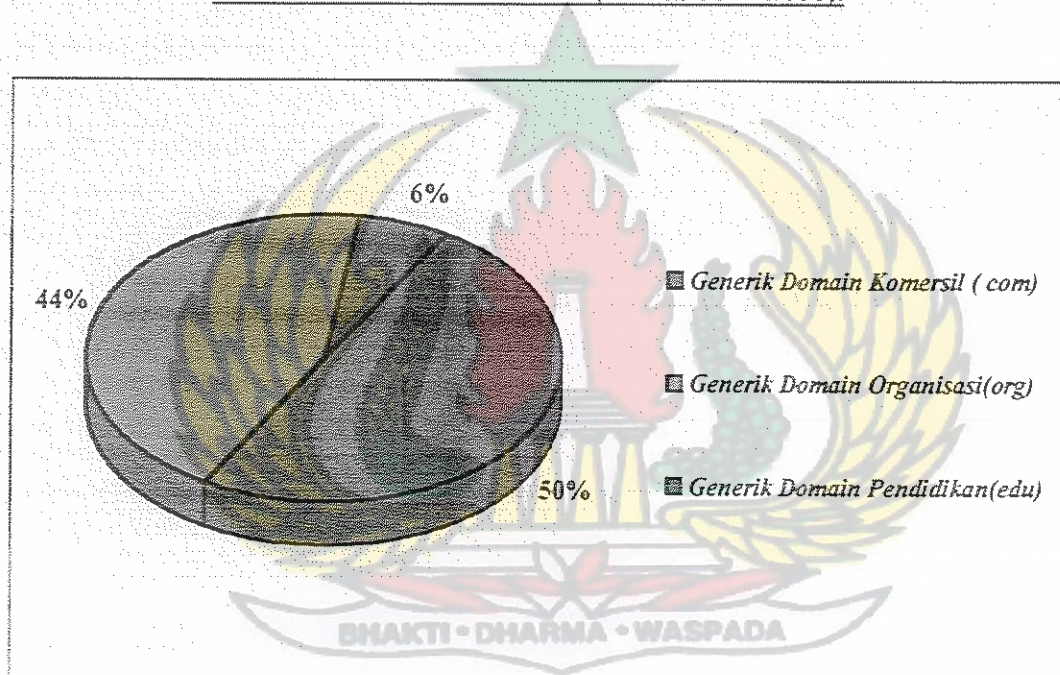 6%
44%
Generik Domain Komersil ( com)
Generik Domain Organisasi(org)
50%
Generik Domain Pendidikan(edu)
BHAKTI • DHARMA • WASPADA